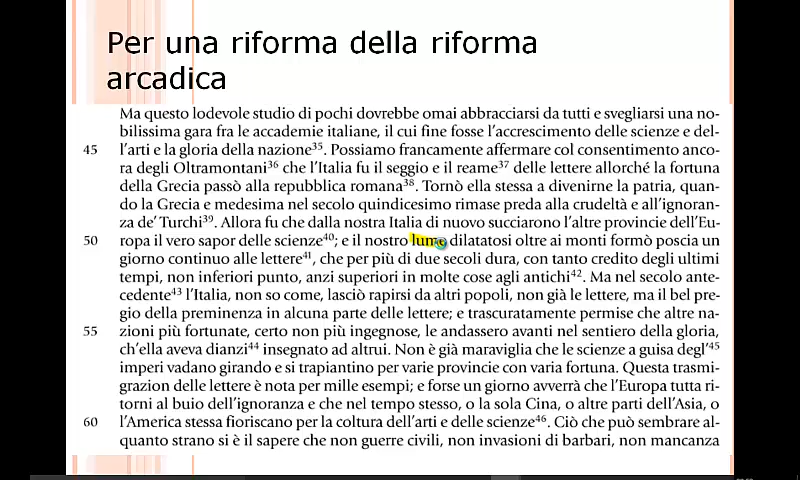 Per una riforma della riforma
arcadica
Ma questo lodevole studio di pochi dovrebbe omai abbracciarsi da tutti e svegliarsi una no-
bilissima gara fra le accademie italiane, il cui fine fosse l'accrescimento delle scienze e del-
45 l'arti e la gloria della nazione³⁵. Possiamo francamente affermare col consentimento anco-
ra degli Oltramontani³⁶ che l'Italia fu il seggio e il reame³⁷ delle lettere allorché la fortuna
della Grecia passò alla repubblica romana³⁸. Tornò ella stessa a divenirne la patria, quan-
do la Grecia e medesima nel secolo quindicesimo rimase preda alla crudeltà e all'ignoran-
za de' Turchi³⁹. Allora fu che dalla nostra Italia di nuovo succiarono l'altre provincie dell'Eu-
50 ropa il vero sapor delle scienze⁴⁰; e il nostro lume dilatatosi oltre ai monti formò poscia un
giorno continuo alle lettere⁴¹, che per più di due secoli dura, con tanto credito degli ultimi
tempi, non inferiori punto, anzi superiori in molte cose agli antichi⁴². Ma nel secolo ante-
cedente⁴³ l'Italia, non so come, lasciò rapirsi da altri popoli, non già le lettere, ma il bel pre-
gio della preminenza in alcuna parte delle lettere; e trascuratamente permise che altre na-
55 zioni più fortunate, certo non più ingegnose, le andassero avanti nel sentiero della gloria,
ch'ella aveva dianzi⁴⁴ insegnato ad altrui. Non è già maraviglia che le scienze a guisa degl'⁴⁵
imperi vadano girando e si trapiantino per varie provincie con varia fortuna. Questa trasmi-
grazion delle lettere è nota per mille esempi; e forse un giorno avverrà che l'Europa tutta ri-
torni al buio dell'ignoranza e che nel tempo stesso, o la sola Cina, o altre parti dell'Asia, o
60 l'America stessa fioriscano per la coltura dell'arti e delle scienze⁴⁶. Ciò che può sembrare al-
quanto strano si è il sapere che non guerre civili, non invasioni di barbari, non mancanza